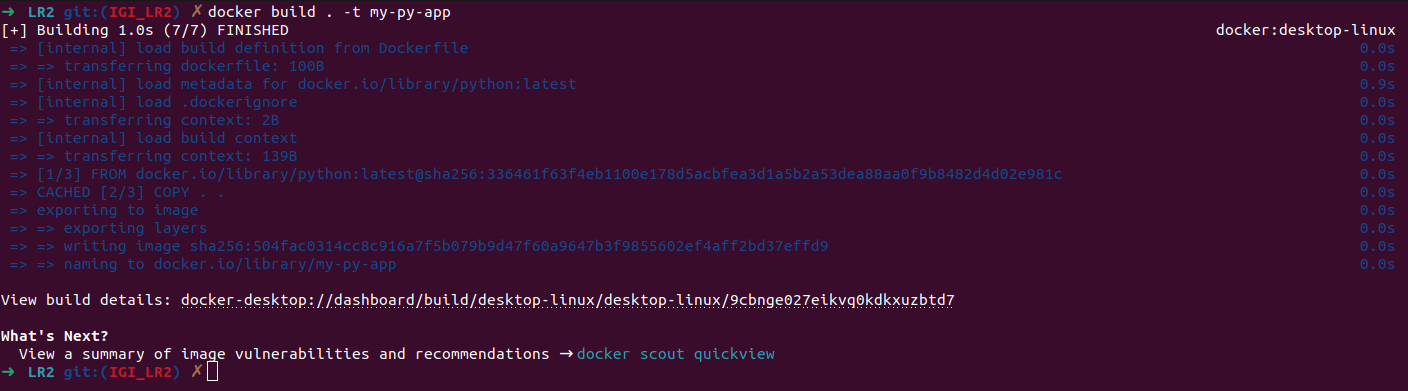 ➜  LR2 git:(IGI_LR2) ✗ docker build . -t my-py-app
[+] Building 1.0s (7/7) FINISHED docker:desktop-linux
=> [internal] load build definition from Dockerfile 0.0s
=> => transferring dockerfile: 100B 0.0s
=> [internal] load metadata for docker.io/library/python:latest 0.9s
=> [internal] load .dockerignore 0.0s
=> => transferring context: 2B 0.0s
=> [internal] load build context 0.0s
=> => transferring context: 139B 0.0s
=> [1/3] FROM docker.io/library/python:latest@sha256:336461f63f4eb1100e178d5acbfea3d1a5b2a53dea88aa0f9b8482d4d02e981c 0.0s
=> CACHED [2/3] COPY . . 0.0s
=> exporting to image 0.0s
=> => exporting layers 0.0s
=> => writing image sha256:504fac0314cc8c916a7f5b079b9d47f60a9647b3f9855602ef4aff2bd37effd9 0.0s
=> => naming to docker.io/library/my-py-app 0.0s
View build details: docker-desktop://dashboard/build/desktop-linux/desktop-linux/9cbnge027eikvq0kdkxuzbtd7
What's Next?
View a summary of image vulnerabilities and recommendations → docker scout quickview
➜  LR2 git:(IGI_LR2) ✗